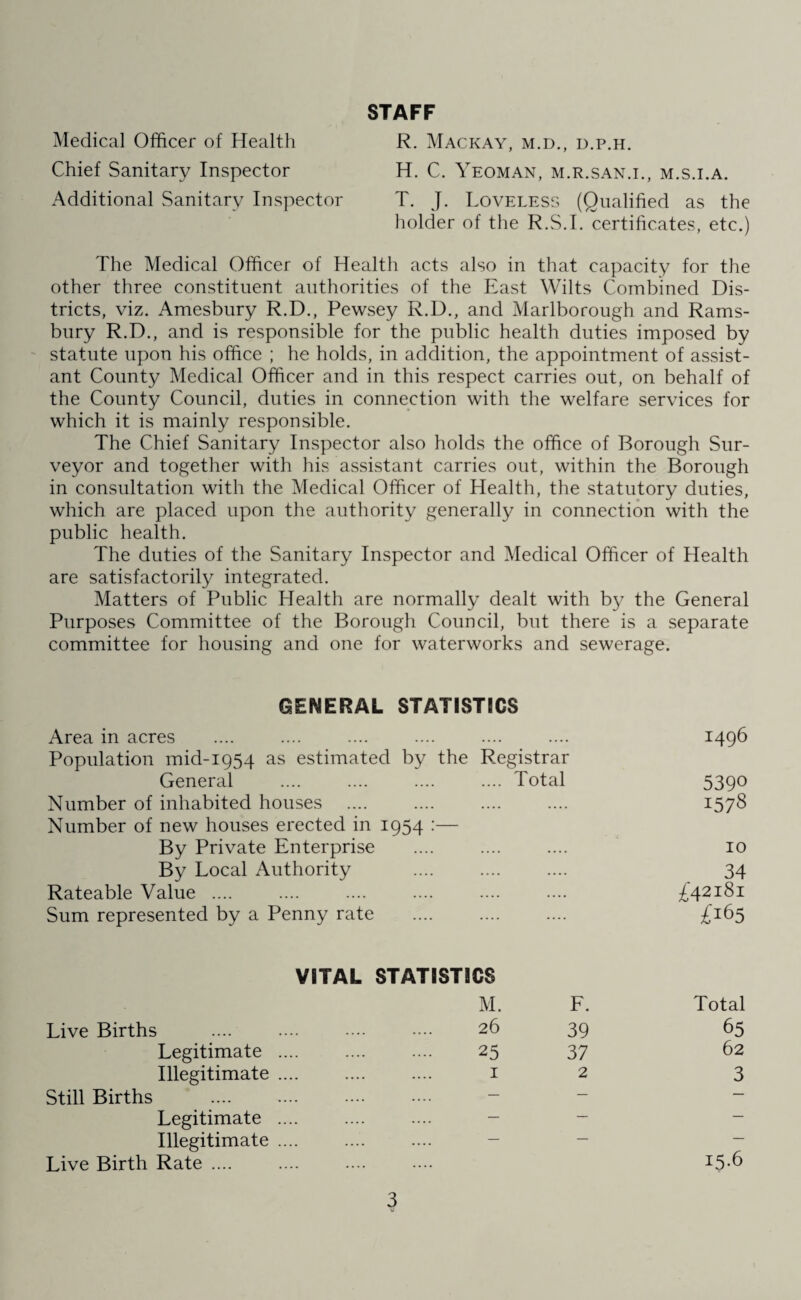 STAFF
Medical Officer of Health R. MACKAY, M.D., D.P.H.
Chief Sanitary Inspector H. C. YEOMAN, M.R.SAN.I., M.S.I.A.
Additional Sanitary Inspector T. J. LOVELESS (Qualified as the
holder of the R.S.I. certificates, etc.)
The Medical Officer of Health acts also in that capacity for the
other three constituent authorities of the East Wilts Combined Dis-
tricts, viz. Amesbury R.D., Pewsey R.D., and Marlborough and Rams-
bury R.D., and is responsible for the public health duties imposed by
statute upon his office ; he holds, in addition, the appointment of assist-
ant County Medical Officer and in this respect carries out, on behalf of
the County Council, duties in connection with the welfare services for
which it is mainly responsible.
The Chief Sanitary Inspector also holds the office of Borough Sur-
veyor and together with his assistant carries out, within the Borough
in consultation with the Medical Officer of Health, the statutory duties,
which are placed upon the authority generally in connection with the
public health.
The duties of the Sanitary Inspector and Medical Officer of Health
are satisfactorily integrated.
Matters of Public Health are normally dealt with by the General
Purposes Committee of the Borough Council, but there is a separate
committee for housing and one for waterworks and sewerage.
GENERAL STATISTICS
Area in acres .... .... .... .... .... .... 1496
Population mid-1954 as estimated by the Registrar
General .... .... .... .... Total 5390
Number of inhabited houses .... .... .... .... 1578
Number of new houses erected in 1954 :—
By Private Enterprise .... .... .... 10
By Local Authority .... .... .... 34
Rateable Value .... .... .... .... .... .... £42181
Sum represented by a Penny rate .... .... .... £165
VITAL STATISTICS
M. F. Total
Live Births .... .... .... .... 26 39 65
Legitimate .... .... .... 25 37 62
Illegitimate .... .... .... 1 2 3
Still Births .... .... .... .... — — —
Legitimate .... .... .... — — —
Illegitimate .... .... .... — — —
Live Birth Rate .... .... .... .... 15.6
3